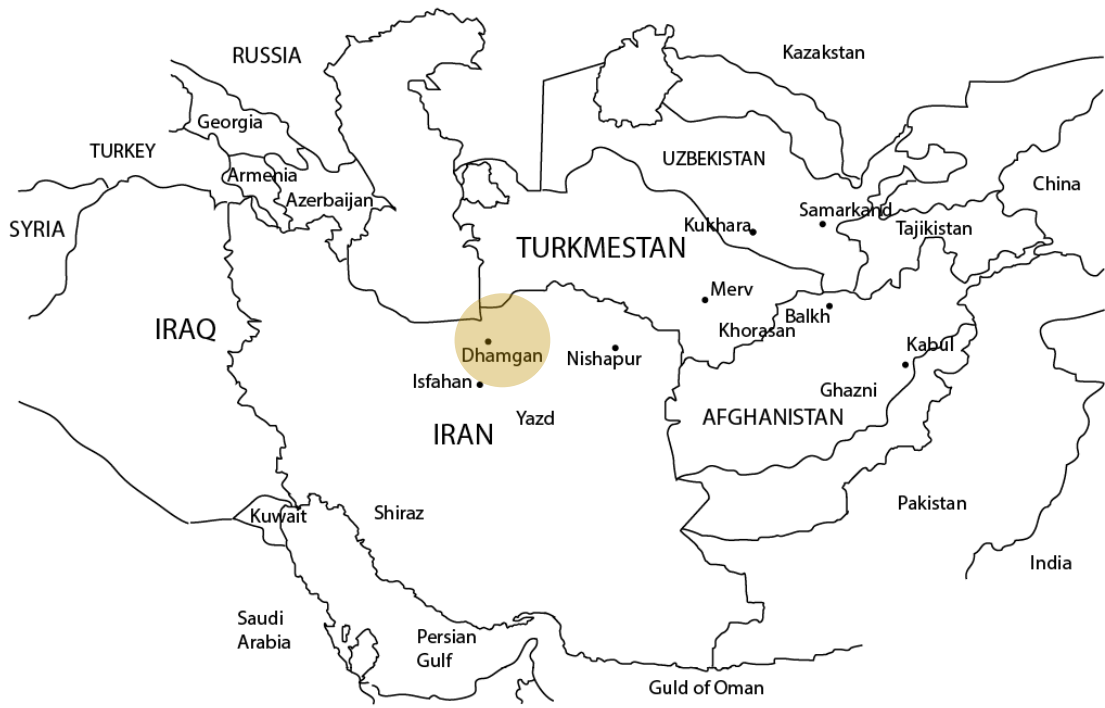 RUSSIA
Kazakstan
Georgia
TURKEY
UZBEKISTAN
Armenia
China
Azerbaijan
Samarkand
SYRIA
Kukhara
Tajikistan
TURKMESTAN
Merv
IRAQ
Balkh
Khorasan
Kabul
Dhamgan
Nishapur
Isfahan
Ghazni
Yazd
AFGHANISTAN
IRAN
Pakistan
Shiraz
Kuwait
India
Saudi
Arabia
Persian
Gulf
Guld of Oman